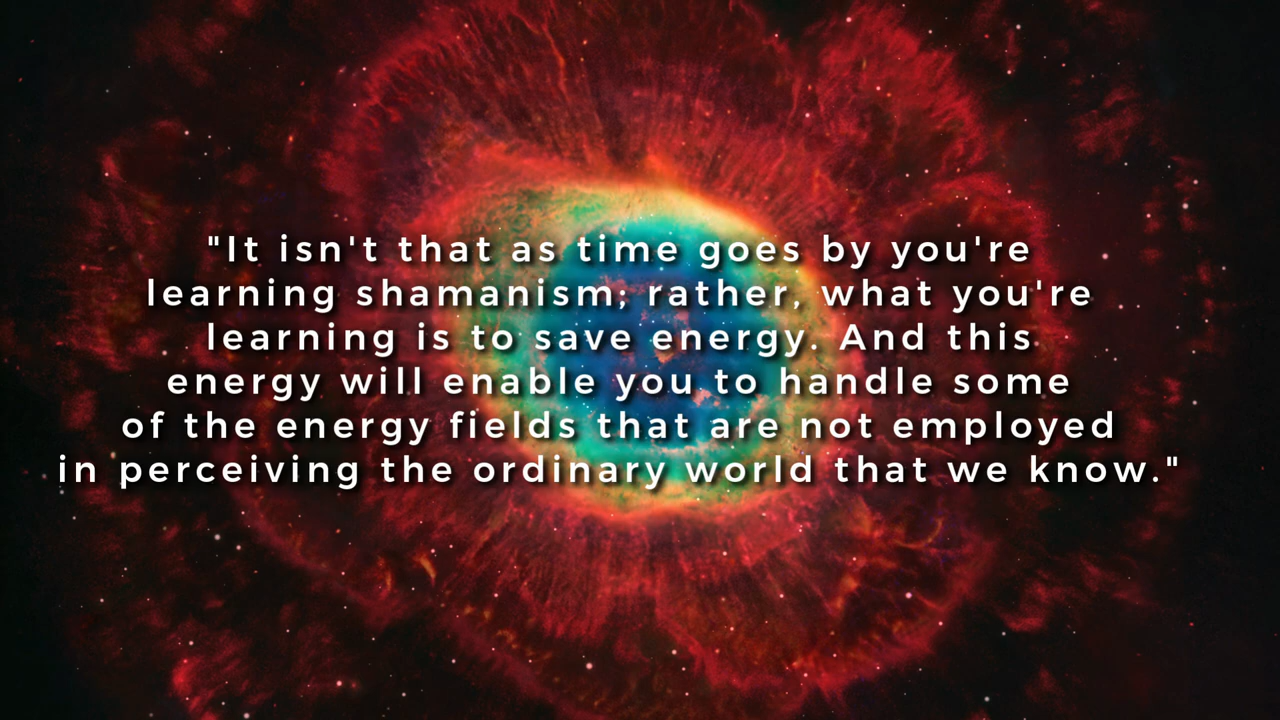 "It isn't that as time goes by you're
learning shamanism; rather, what you're
learning is to save energy. And this
energy will enable you to handle some
of the energy fields that are not employed
in perceiving the ordinary world that we know."